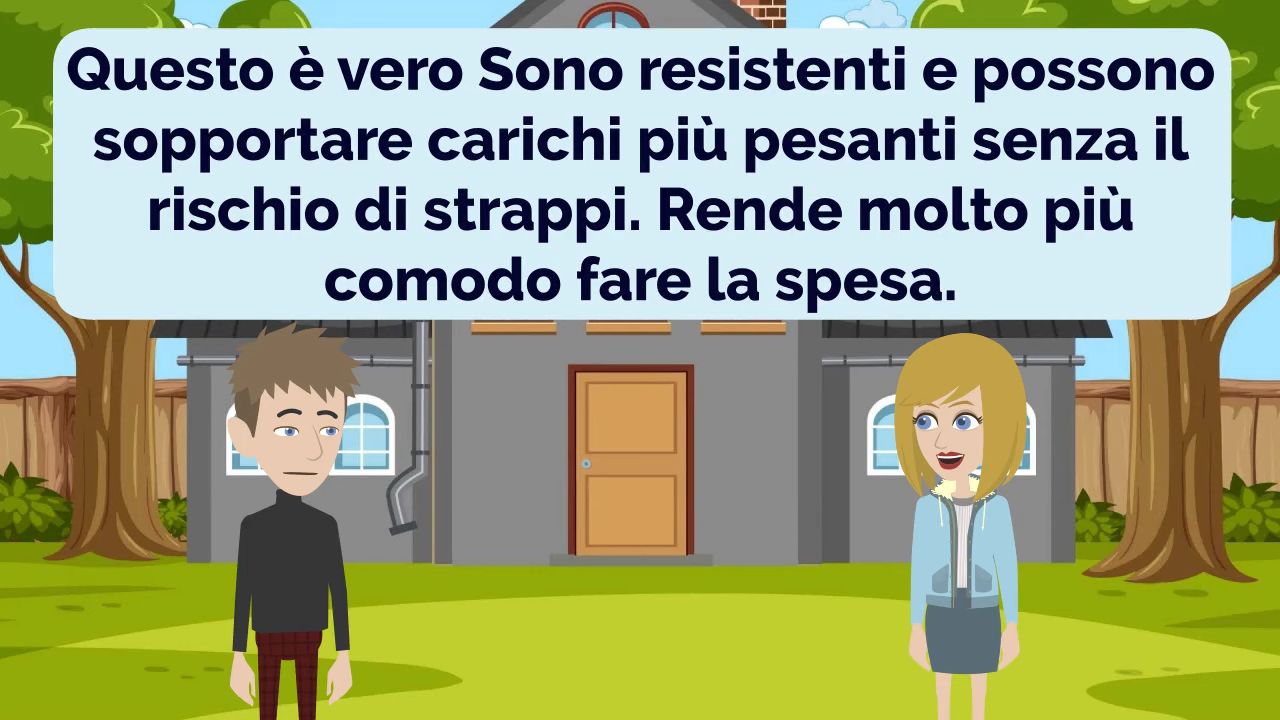 Questo è vero Sono resistenti e possono
sopportare carichi più pesanti senza il
rischio di strappi. Rende molto più
comodo fare la spesa.